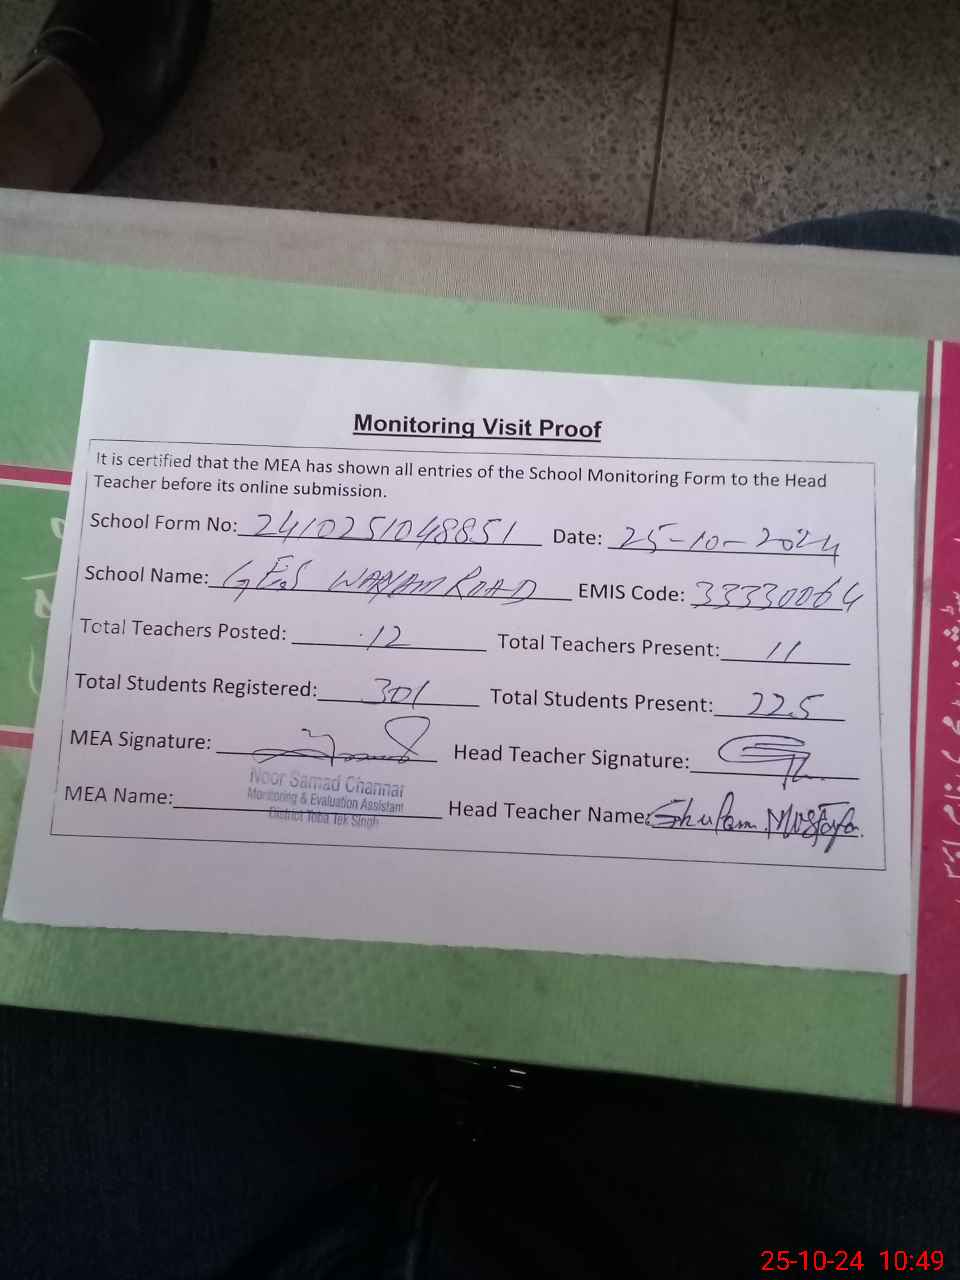 Monitoring Visit Proof
It is certified that the MEA has shown all entries of the School Monitoring Form to the Head
Teacher before its online submission.
School Form No: 2410251048851 Date: 25-10-2024
School Name: GES WARYAM ROAD EMIS Code: 33330064
Total Teachers Posted: 12 Total Teachers Present: 11
Total Students Registered: 301 Total Students Present: 225
MEA Signature: Head Teacher Signature:
Noor Samad Channar
Monitoring & Evaluation Assistant
District Toba Tek Singh
MEA Name: Head Teacher Name: Ghulam Mustafa.
25-10-24 10:49